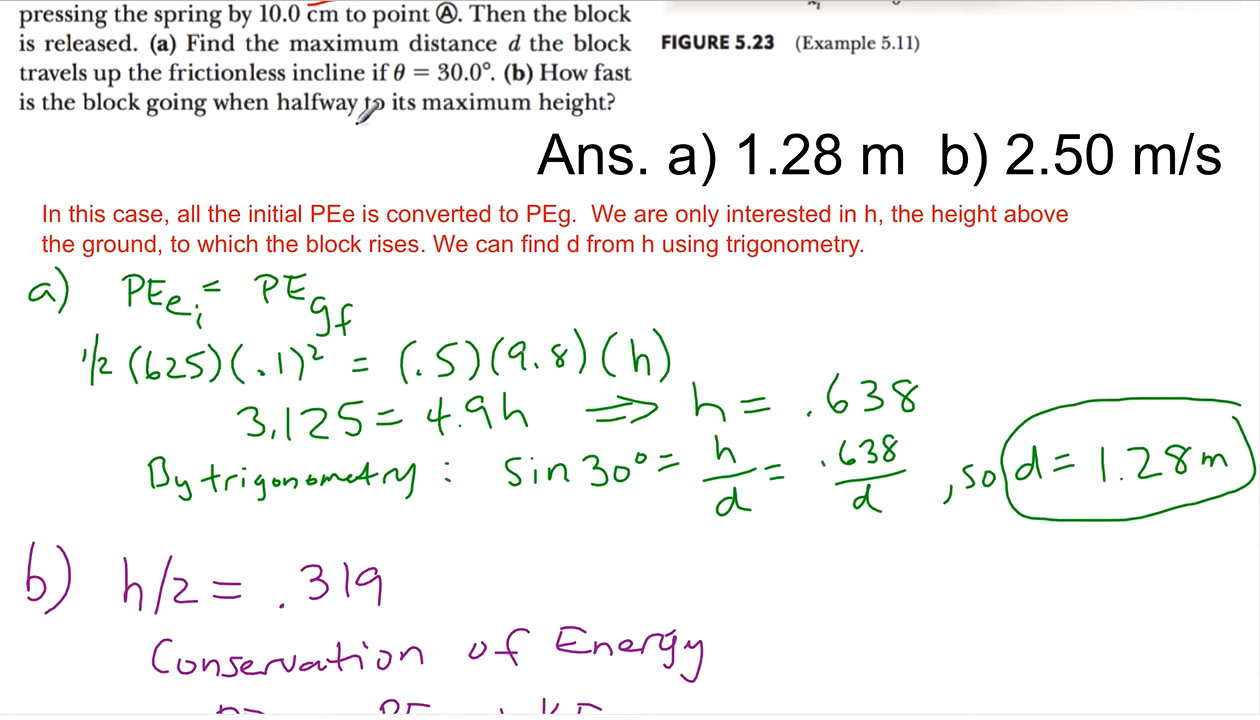 pressing the spring by 10.0 cm to point Ⓐ. Then the block
is released. (a) Find the maximum distance d the block
travels up the frictionless incline if θ = 30.0°. (b) How fast
is the block going when halfway to its maximum height?
FIGURE 5.23 (Example 5.11)
Ans. a) 1.28 m b) 2.50 m/s
In this case, all the initial PEe is converted to PEg. We are only interested in h, the height above
the ground, to which the block rises. We can find d from h using trigonometry.
a) PEe_i = PE_gf
1/2 (625)(.1)² = (.5)(9.8)(h)
3.125 = 4.9h ⇒ h = .638
By trigonometry: sin 30° = h/d = .638/d, so d = 1.28m
b) h/2 = .319
Conservation of Energy